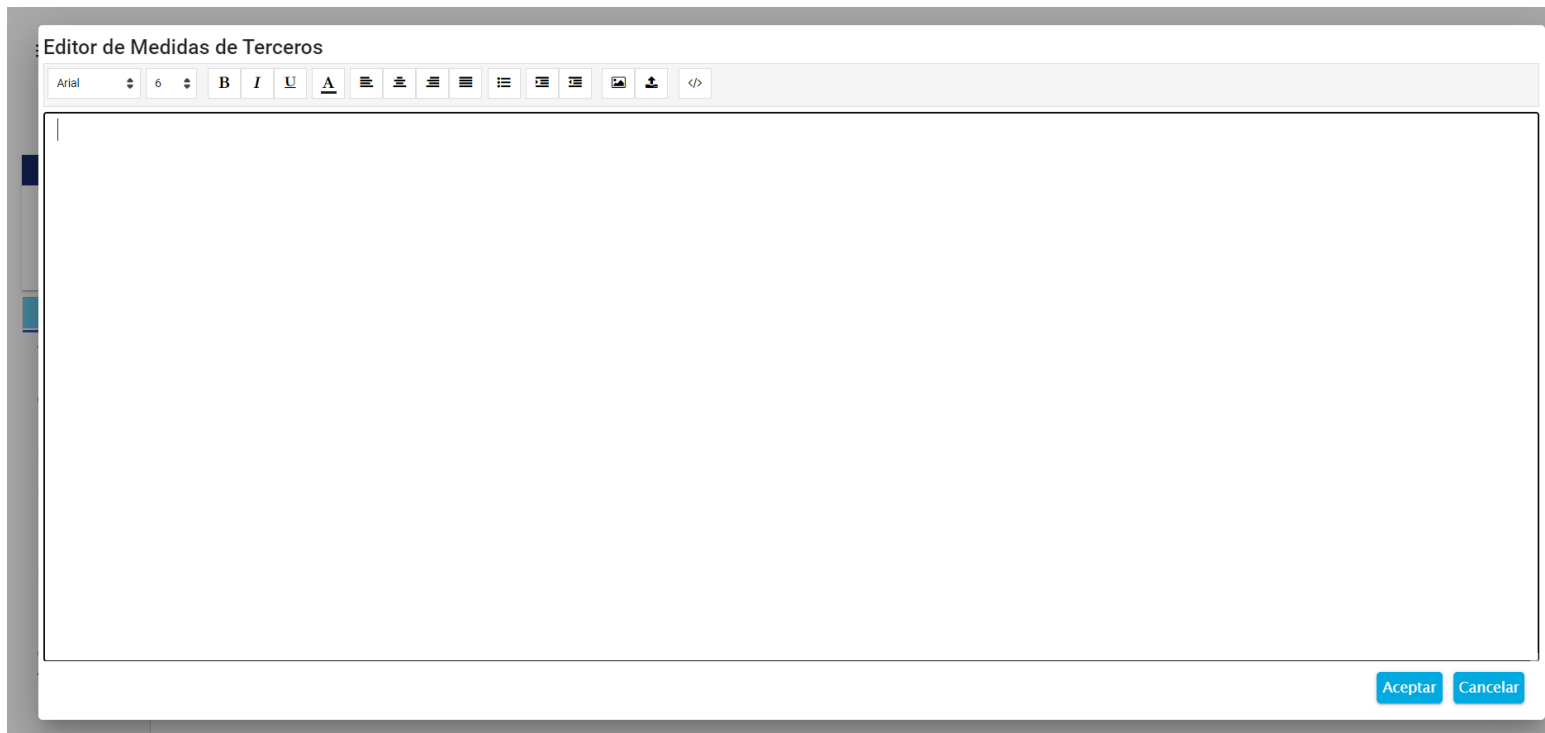 Editor de Medidas de Terceros
Arial 6 B I U A </>
Aceptar Cancelar